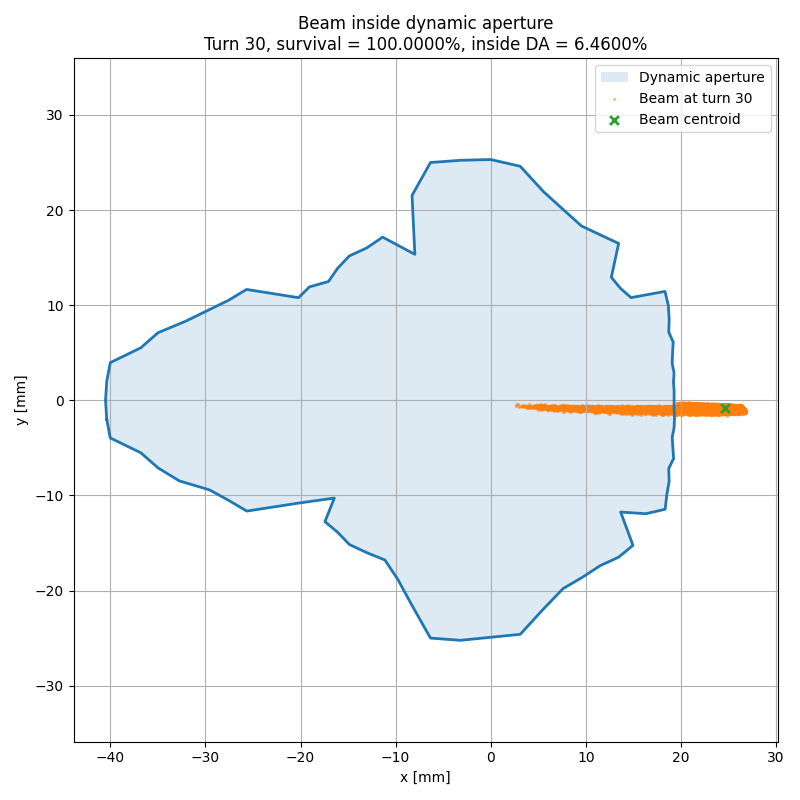 Beam inside dynamic aperture
Turn 30, survival = 100.0000%, inside DA = 6.4600%
Dynamic aperture
Beam at turn 30
Beam centroid
30
20
10
0
−10
−20
−30
y [mm]
−40
−30
−20
−10
0
10
20
30
x [mm]